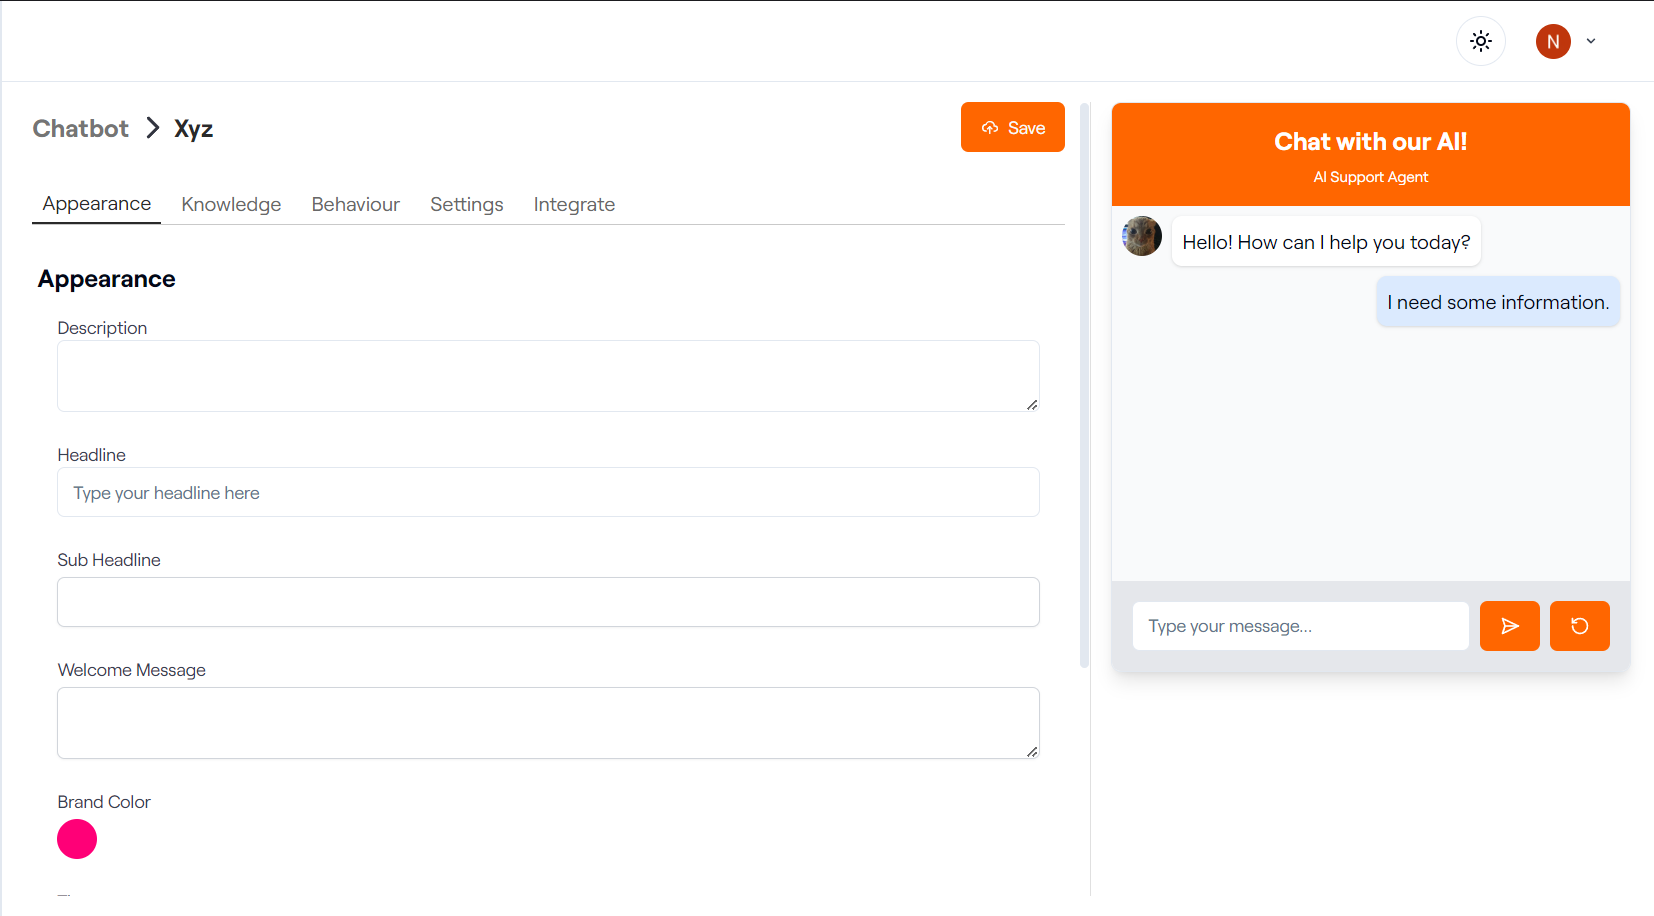 N
Chatbot > Xyz
Save
Appearance Knowledge Behaviour Settings Integrate
Appearance
Description
Headline
Type your headline here
Sub Headline
Welcome Message
Brand Color
Chat with our AI!
AI Support Agent
Hello! How can I help you today?
I need some information.
Type your message...